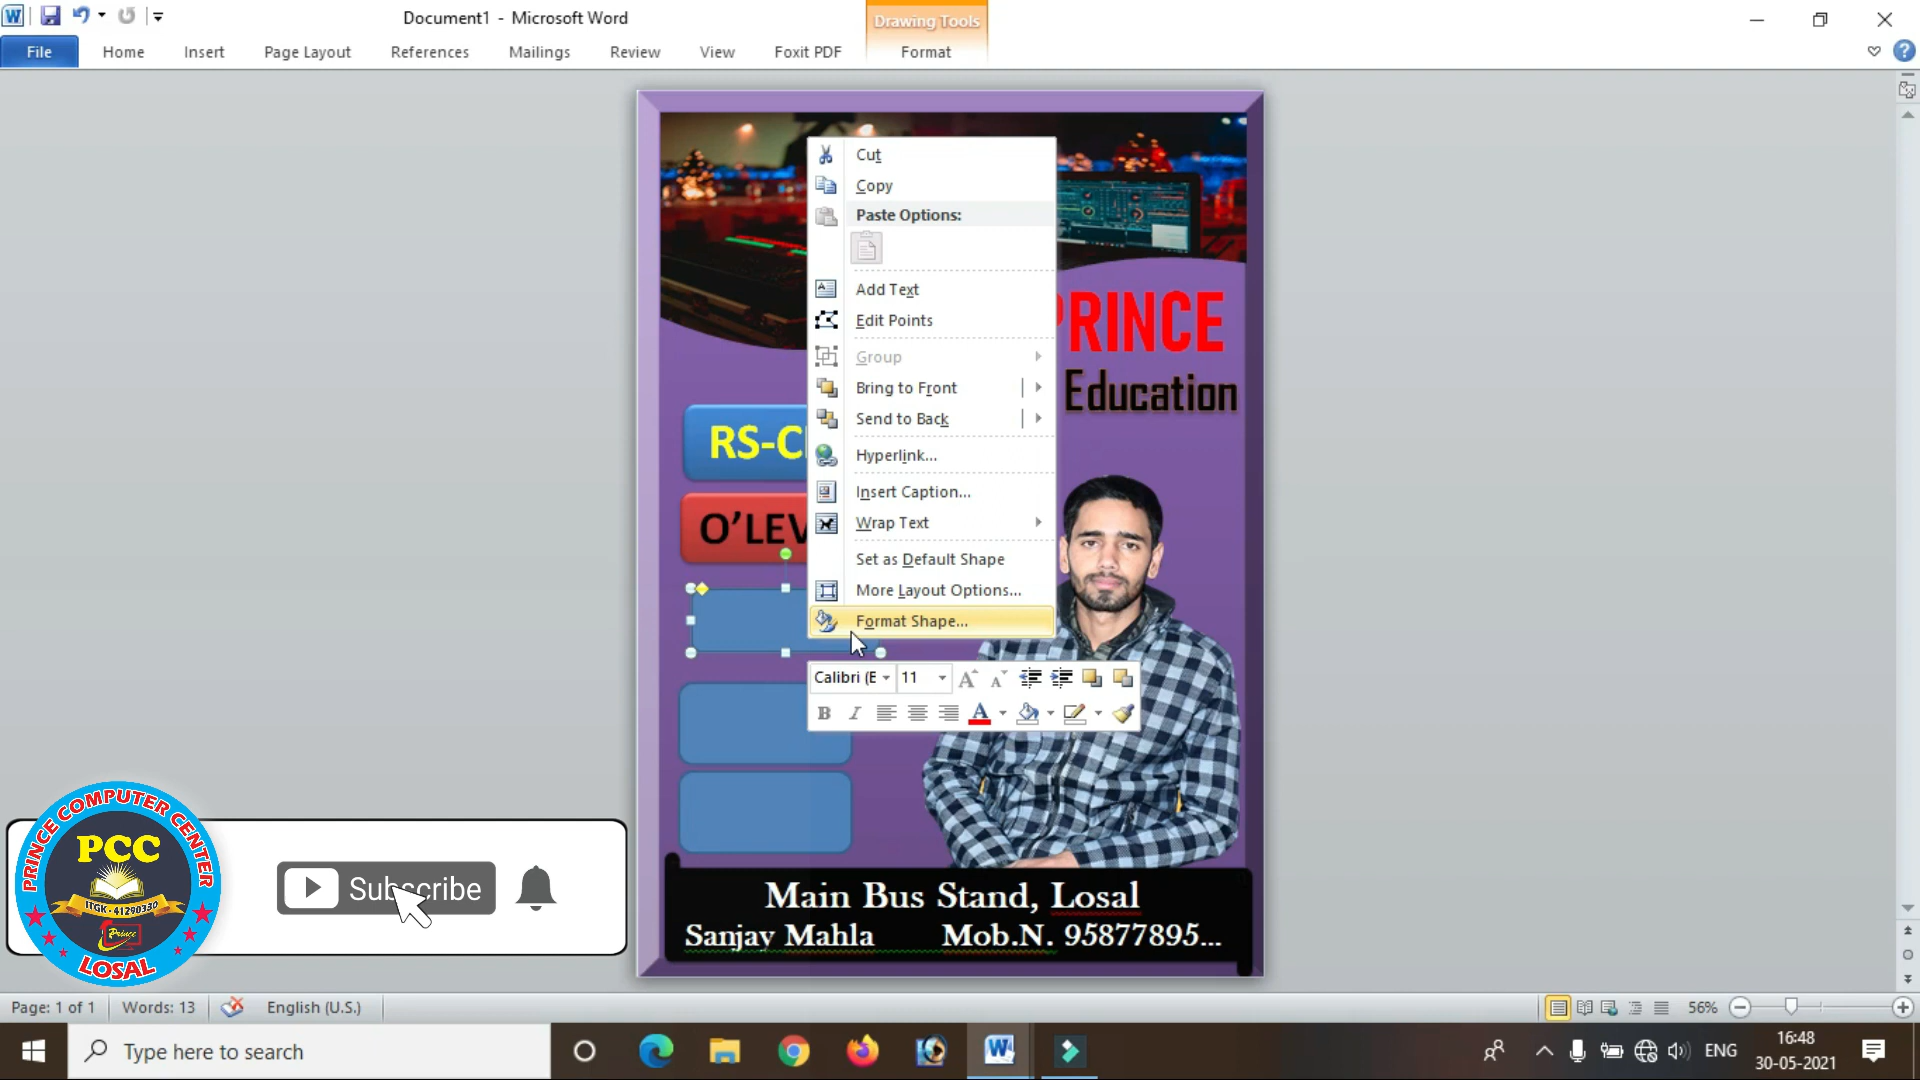 Document1 - Microsoft Word
Drawing Tools
File Home Insert Page Layout References Mailings Review View Foxit PDF Format
Cut
Copy
Paste Options:
Add Text
Edit Points
Group
Bring to Front
Send to Back
Hyperlink...
Insert Caption...
Wrap Text
Set as Default Shape
More Layout Options...
Format Shape...
PRINCE
Education
RS-C
O'LEV
Calibri (E 11
B I A
Main Bus Stand, Losal
Sanjay Mahla Mob.N. 95877895...
PRINCE COMPUTER CENTER
PCC
ITGK - 41290330
Prince
LOSAL
Subscribe
Page: 1 of 1 Words: 13 English (U.S.) 56%
Type here to search
ENG
16:48
30-05-2021